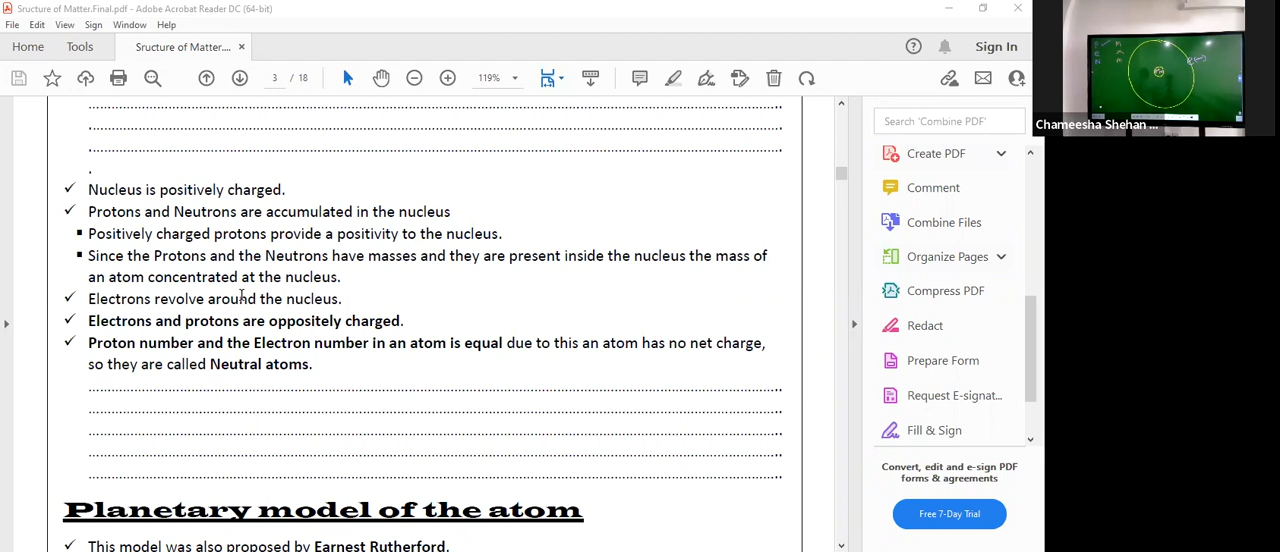 Sructure of Matter.Final.pdf - Adobe Acrobat Reader DC (64-bit)
File Edit View Sign Window Help
Home Tools Sructure of Matter.... × Sign In
3 / 18 119%
Nucleus is positively charged.
Protons and Neutrons are accumulated in the nucleus
Positively charged protons provide a positivity to the nucleus.
Since the Protons and the Neutrons have masses and they are present inside the nucleus the mass of
an atom concentrated at the nucleus.
Electrons revolve around the nucleus.
Electrons and protons are oppositely charged.
Proton number and the Electron number in an atom is equal due to this an atom has no net charge,
so they are called Neutral atoms.
Planetary model of the atom
This model was also proposed by Earnest Rutherford.
Search 'Combine PDF'
Create PDF
Comment
Combine Files
Organize Pages
Compress PDF
Redact
Prepare Form
Request E-signat...
Fill & Sign
Convert, edit and e-sign PDF
forms & agreements
Free 7-Day Trial
Chameesha Shehan ...